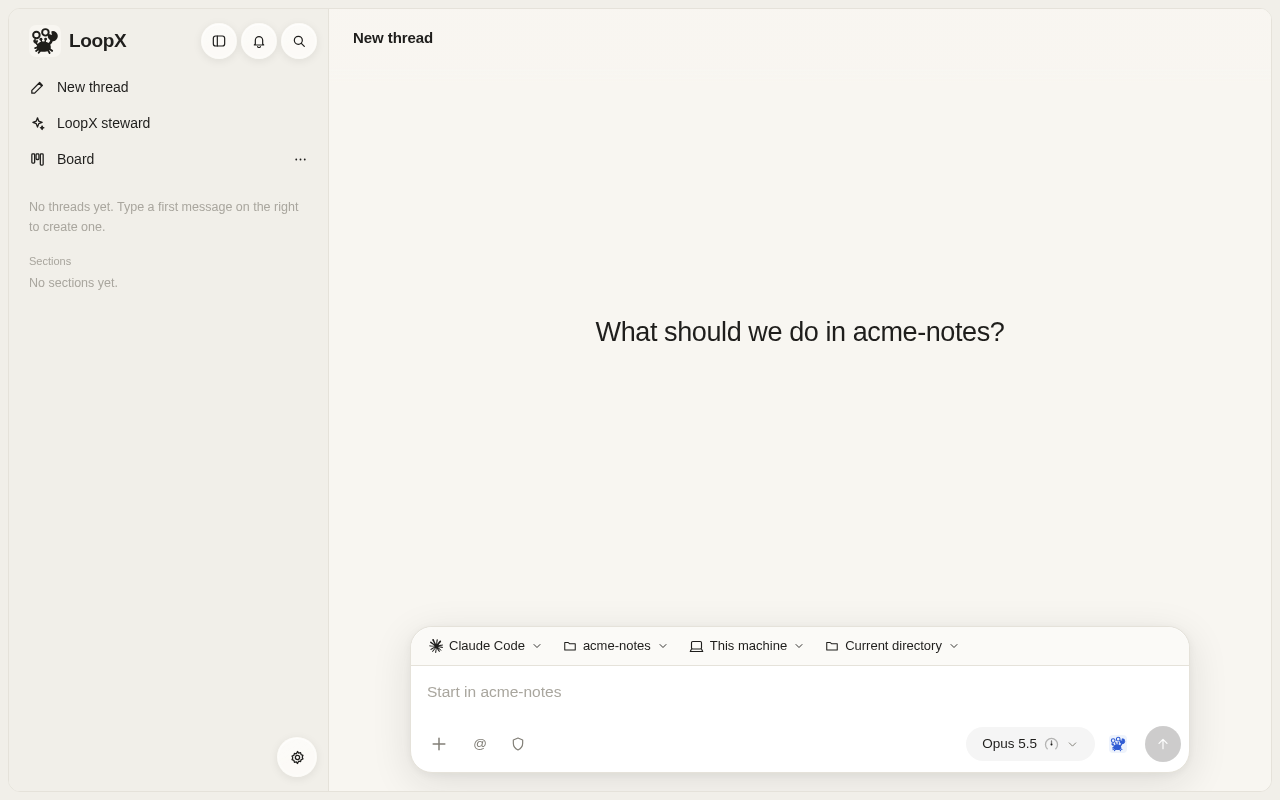 LoopX
New thread
LoopX steward
Board
No threads yet. Type a first message on the right
to create one.
Sections
No sections yet.
New thread
What should we do in acme-notes?
Claude Code
acme-notes
This machine
Current directory
Start in acme-notes
@
Opus 5.5